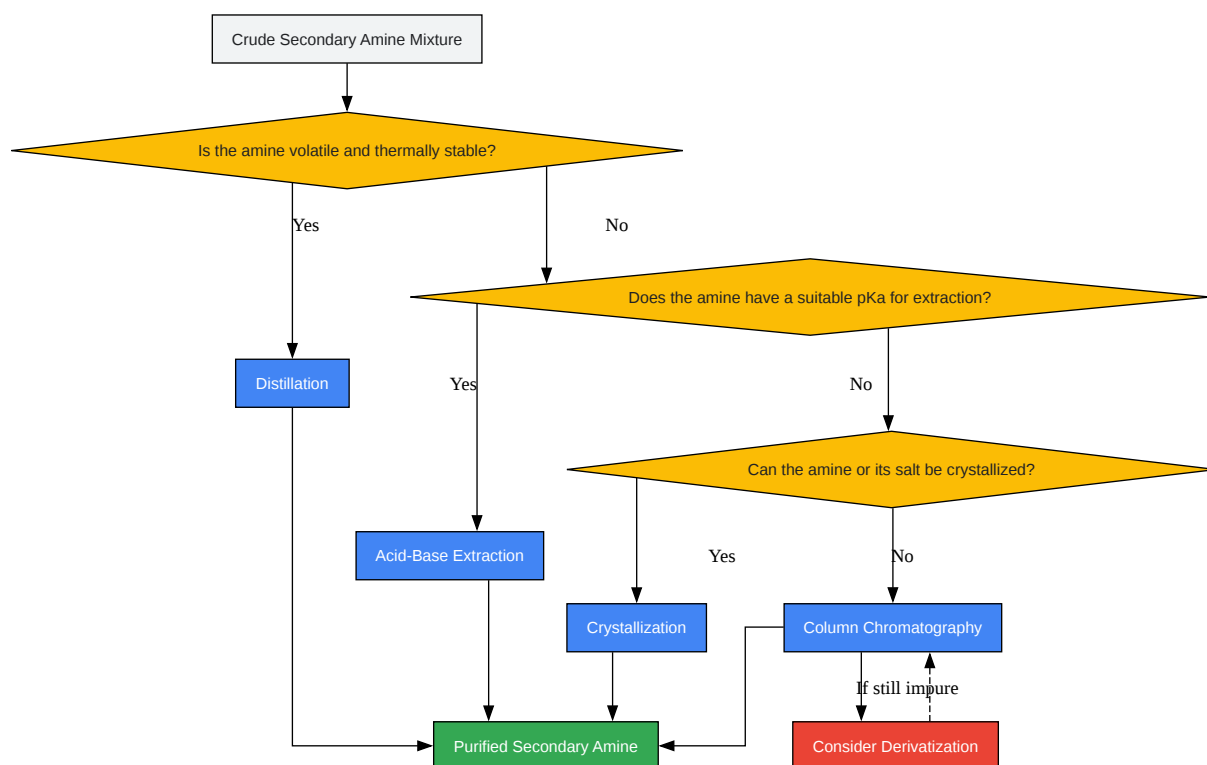 Crude Secondary Amine Mixture
Is the amine volatile and thermally stable?
Yes
No
Does the amine have a suitable pKa for extraction?
Distillation
Yes
No
Can the amine or its salt be crystallized?
Acid-Base Extraction
Yes
No
Crystallization
Column Chromatography
If still impure
Purified Secondary Amine
Consider Derivatization